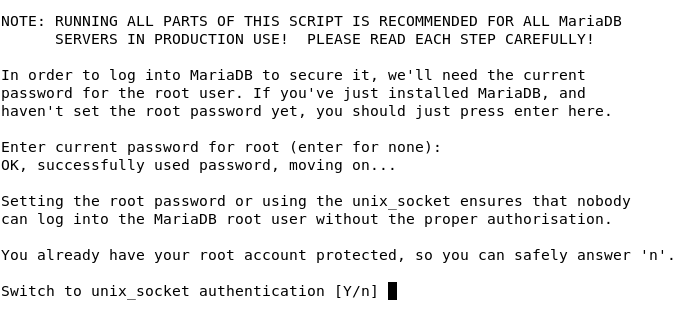 NOTE: RUNNING ALL PARTS OF THIS SCRIPT IS RECOMMENDED FOR ALL MariaDB
      SERVERS IN PRODUCTION USE!  PLEASE READ EACH STEP CAREFULLY!

In order to log into MariaDB to secure it, we'll need the current
password for the root user. If you've just installed MariaDB, and
haven't set the root password yet, you should just press enter here.

Enter current password for root (enter for none):
OK, successfully used password, moving on...

Setting the root password or using the unix_socket ensures that nobody
can log into the MariaDB root user without the proper authorisation.

You already have your root account protected, so you can safely answer 'n'.

Switch to unix_socket authentication [Y/n]